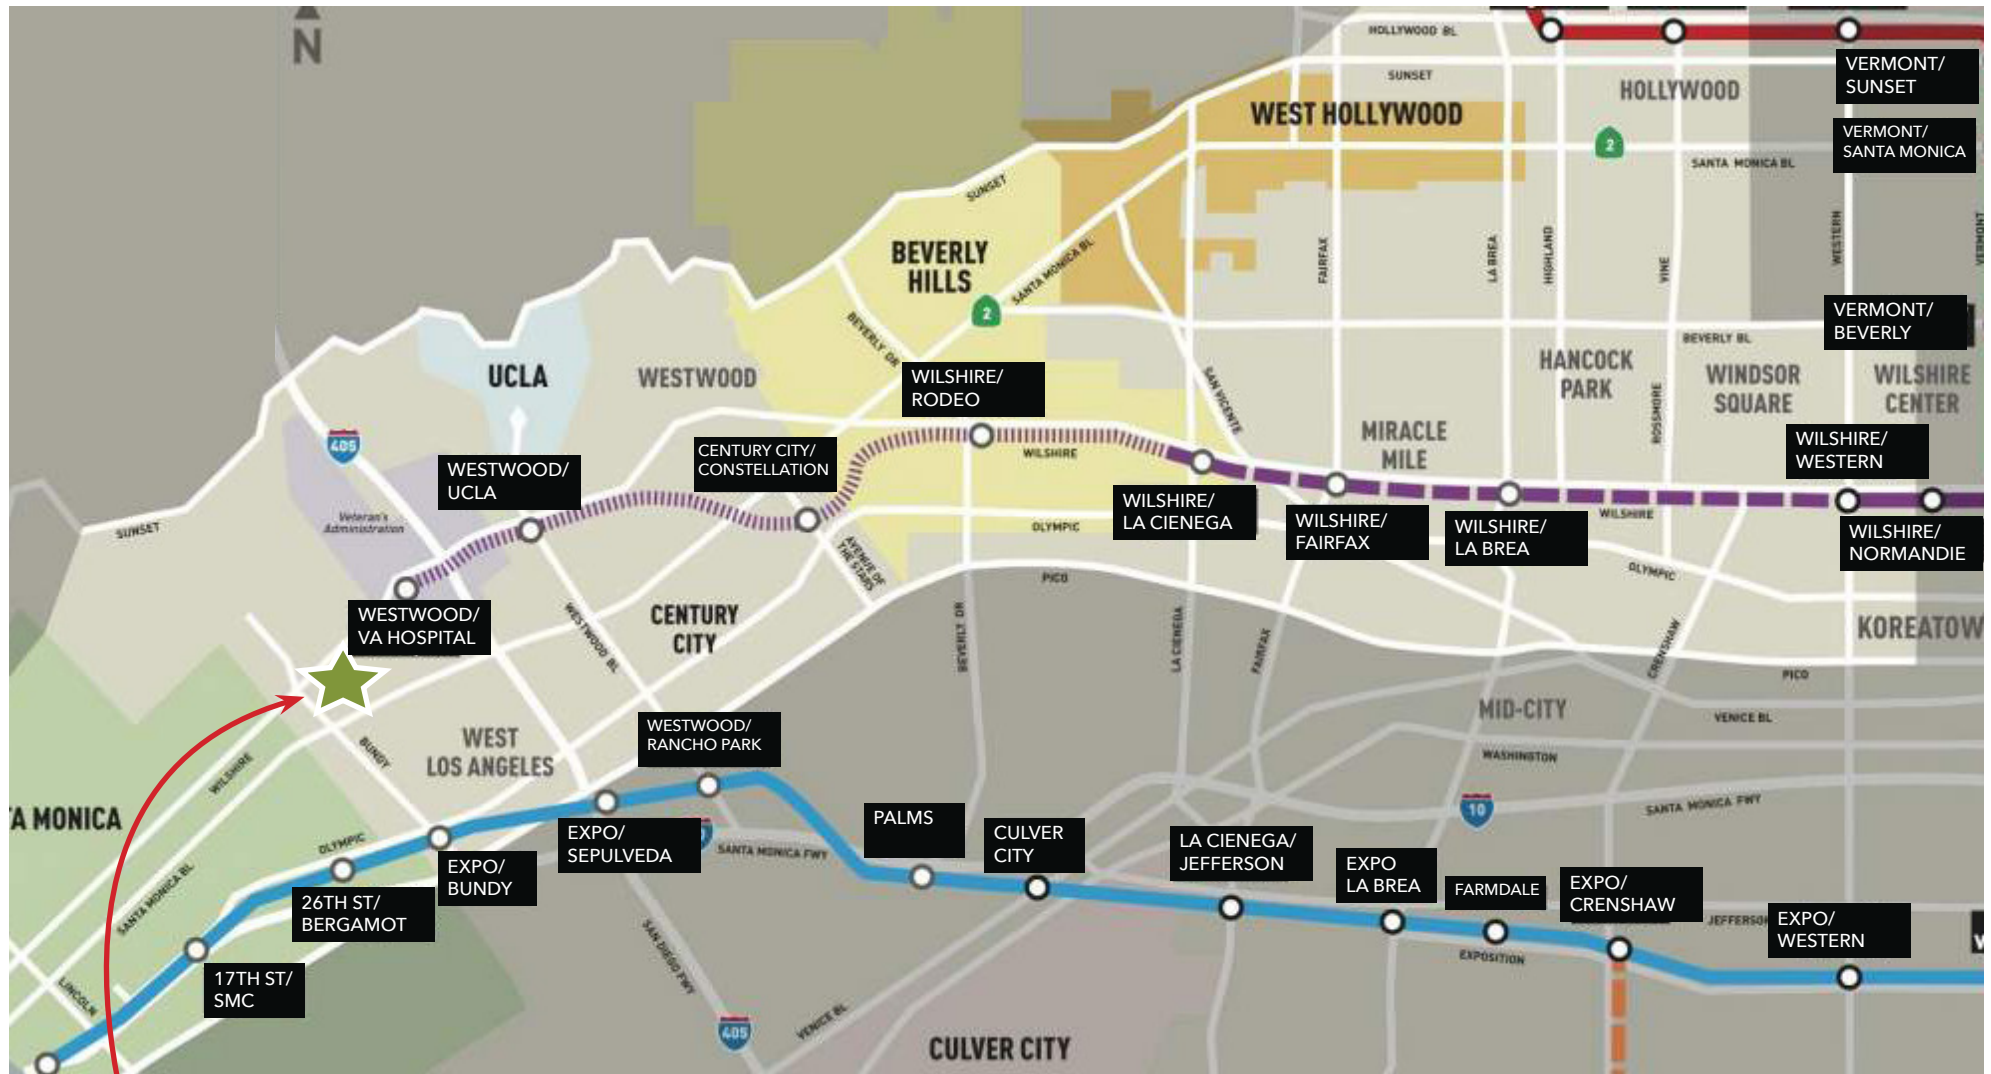 N
HOLLYWOOD BL
SUNSET
VERMONT/
SUNSET
HOLLYWOOD
WEST HOLLYWOOD
2
VERMONT/
SANTA MONICA
SANTA MONICA BL
SUNSET
BEVERLY
HILLS
SANTA MONICA BL
2
FAIRFAX
LA BREA
HIGHLAND
VINE
WESTERN
VERMONT
VERMONT/
BEVERLY
BEVERLY BL
BEVERLY DR
UCLA
WESTWOOD
WILSHIRE/
RODEO
SAN VICENTE
HANCOCK
PARK
WINDSOR
SQUARE
WILSHIRE
CENTER
ROSSMORE
MIRACLE
MILE
405
WESTWOOD/
UCLA
CENTURY CITY/
CONSTELLATION
WILSHIRE
WILSHIRE/
WESTERN
WILSHIRE/
LA CIENEGA
WILSHIRE/
FAIRFAX
WILSHIRE/
LA BREA
WILSHIRE
WILSHIRE/
NORMANDIE
SUNSET
Veteran's
Administration
OLYMPIC
AVENUE OF
THE STARS
PICO
OLYMPIC
WESTWOOD/
VA HOSPITAL
WESTWOOD BL
CENTURY
CITY
BEVERLY DR
LA CIENEGA
FAIRFAX
CRENSHAW
KOREATOW
PICO
MID-CITY
VENICE BL
WASHINGTON
WEST
LOS ANGELES
BUNDY
WILSHIRE
WESTWOOD/
RANCHO PARK
TA MONICA
OLYMPIC
SANTA MONICA BL
EXPO/
SEPULVEDA
SANTA MONICA FWY
PALMS
CULVER
CITY
LA CIENEGA/
JEFFERSON
10
SANTA MONICA FWY
EXPO/
BUNDY
26TH ST/
BERGAMOT
EXPO
LA BREA
FARMDALE
EXPO/
CRENSHAW
JEFFERSO
EXPO/
WESTERN
EXPOSITION
17TH ST/
SMC
LINCOLN
SAN DIEGO FWY
405
VENICE BL
CULVER CITY